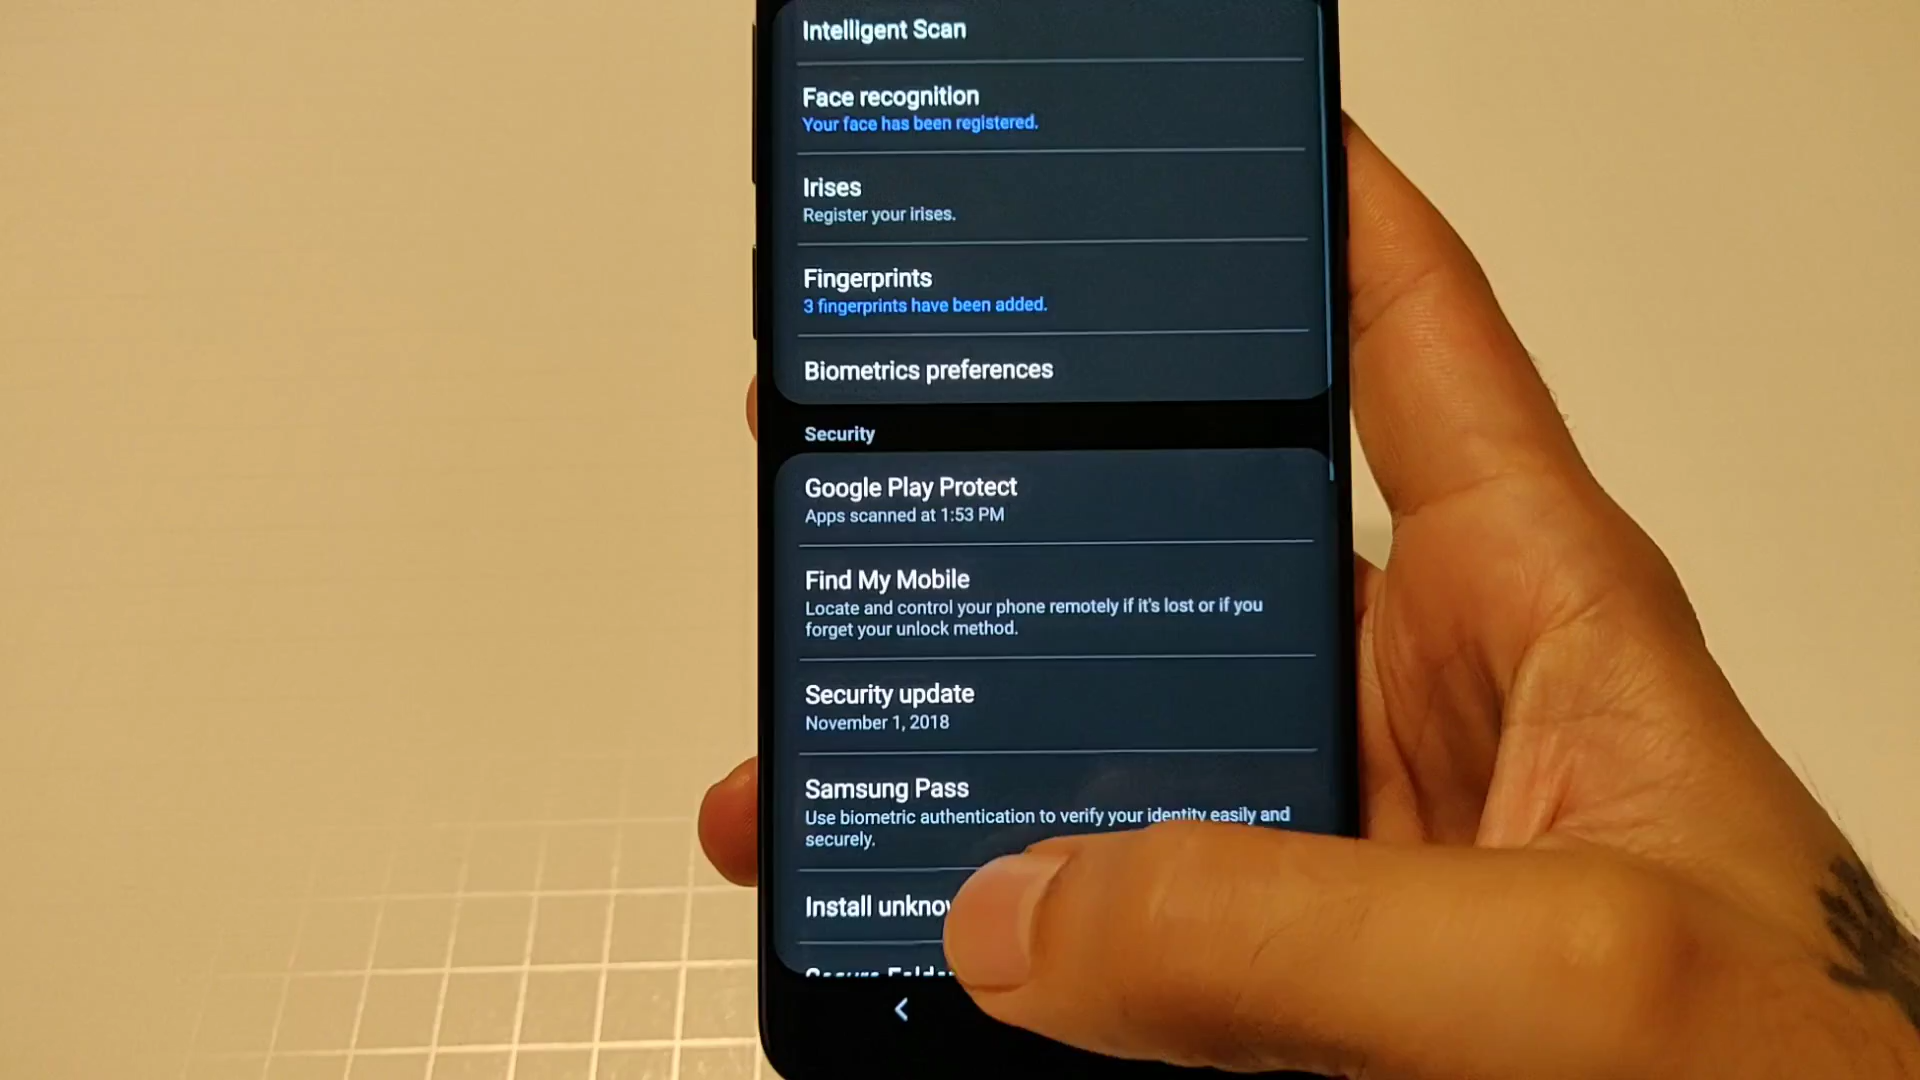 Intelligent Scan
Face recognition
Your face has been registered.
Irises
Register your irises.
Fingerprints
3 fingerprints have been added.
Biometrics preferences
Security
Google Play Protect
Apps scanned at 1:53 PM
Find My Mobile
Locate and control your phone remotely if it's lost or if you
forget your unlock method.
Security update
November 1, 2018
Samsung Pass
Use biometric authentication to verify your identity easily and
securely.
Install